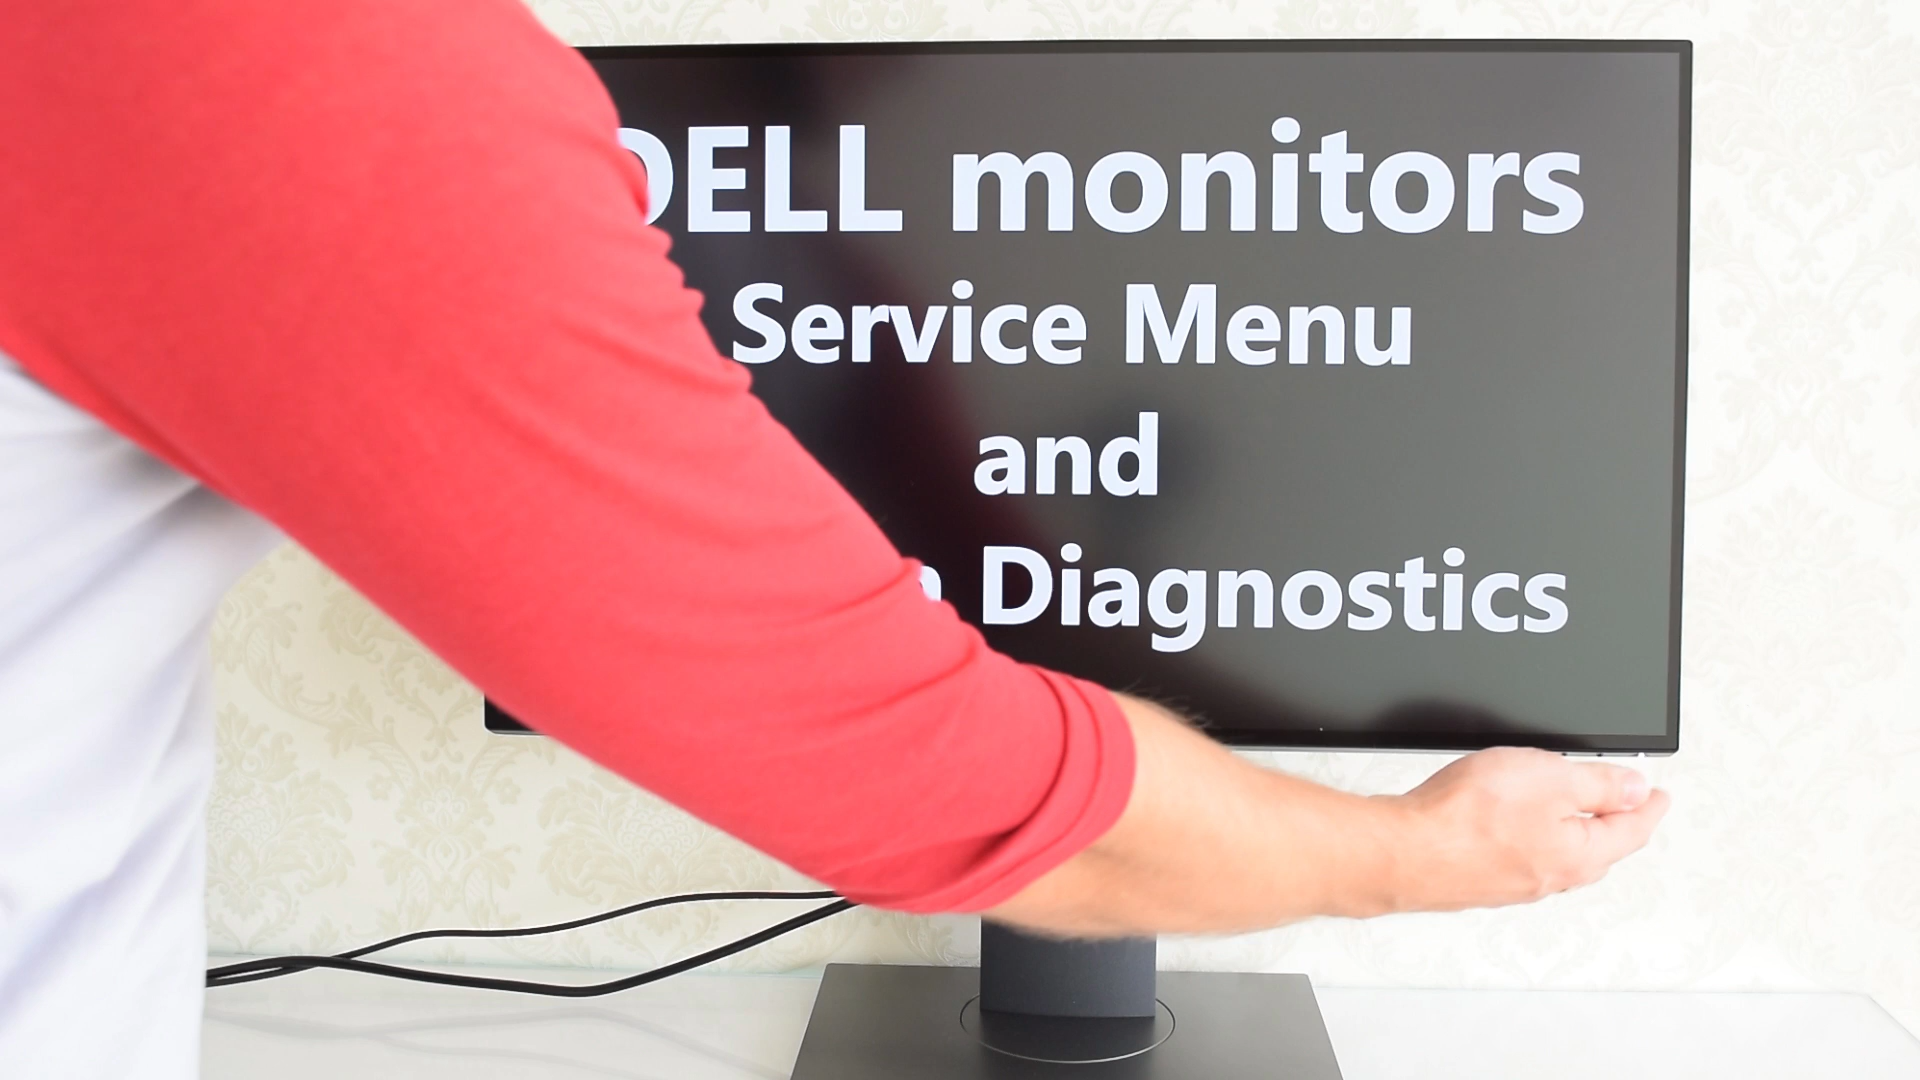 DELL monitors
Service Menu
and
Diagnostics